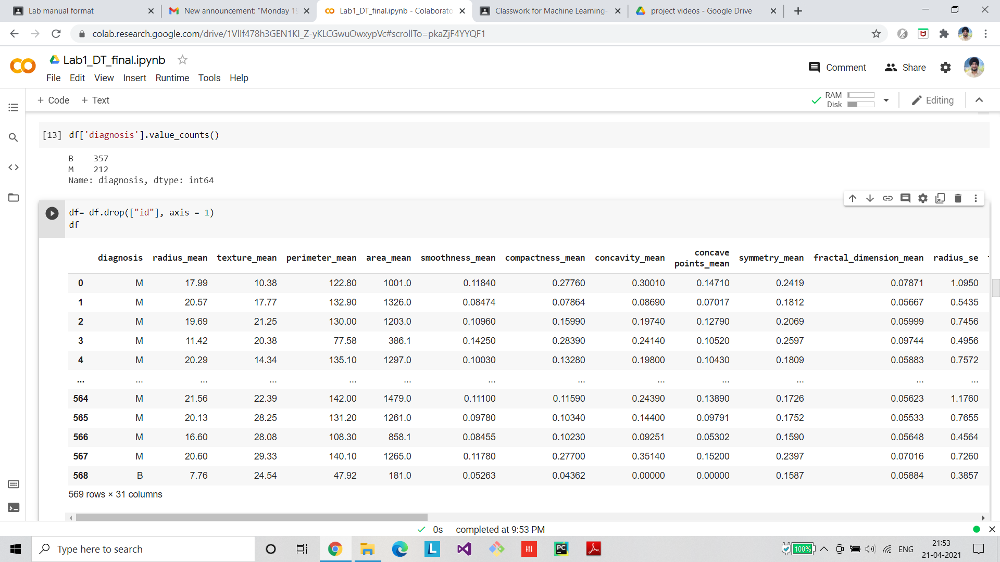 Lab manual format
New announcement: "Monday 19
Lab1_DT_final.ipynb - Colaborato
Classwork for Machine Learning-
project videos - Google Drive
colab.research.google.com/drive/1VlIf478h3GEN1KI_Z-yKLCGwuOwxypVc#scrollTo=pkaZjF4YYQF1
Lab1_DT_final.ipynb
Comment Share
File Edit View Insert Runtime Tools Help
+ Code + Text
RAM
Disk
Editing
[13] df['diagnosis'].value_counts()
B 357
M 212
Name: diagnosis, dtype: int64
df= df.drop(["id"], axis = 1)
df
diagnosis radius_mean texture_mean perimeter_mean area_mean smoothness_mean compactness_mean concavity_mean concave points_mean symmetry_mean fractal_dimension_mean radius_se
0 M 17.99 10.38 122.80 1001.0 0.11840 0.27760 0.30010 0.14710 0.2419 0.07871 1.0950
1 M 20.57 17.77 132.90 1326.0 0.08474 0.07864 0.08690 0.07017 0.1812 0.05667 0.5435
2 M 19.69 21.25 130.00 1203.0 0.10960 0.15990 0.19740 0.12790 0.2069 0.05999 0.7456
3 M 11.42 20.38 77.58 386.1 0.14250 0.28390 0.24140 0.10520 0.2597 0.09744 0.4956
4 M 20.29 14.34 135.10 1297.0 0.10030 0.13280 0.19800 0.10430 0.1809 0.05883 0.7572
... ... ... ... ... ... ... ... ... ... ... ... ...
564 M 21.56 22.39 142.00 1479.0 0.11100 0.11590 0.24390 0.13890 0.1726 0.05623 1.1760
565 M 20.13 28.25 131.20 1261.0 0.09780 0.10340 0.14400 0.09791 0.1752 0.05533 0.7655
566 M 16.60 28.08 108.30 858.1 0.08455 0.10230 0.09251 0.05302 0.1590 0.05648 0.4564
567 M 20.60 29.33 140.10 1265.0 0.11780 0.27700 0.35140 0.15200 0.2397 0.07016 0.7260
568 B 7.76 24.54 47.92 181.0 0.05263 0.04362 0.00000 0.00000 0.1587 0.05884 0.3857
569 rows × 31 columns
0s completed at 9:53 PM
Type here to search
L
PC
100%
ENG
21:53
21-04-2021